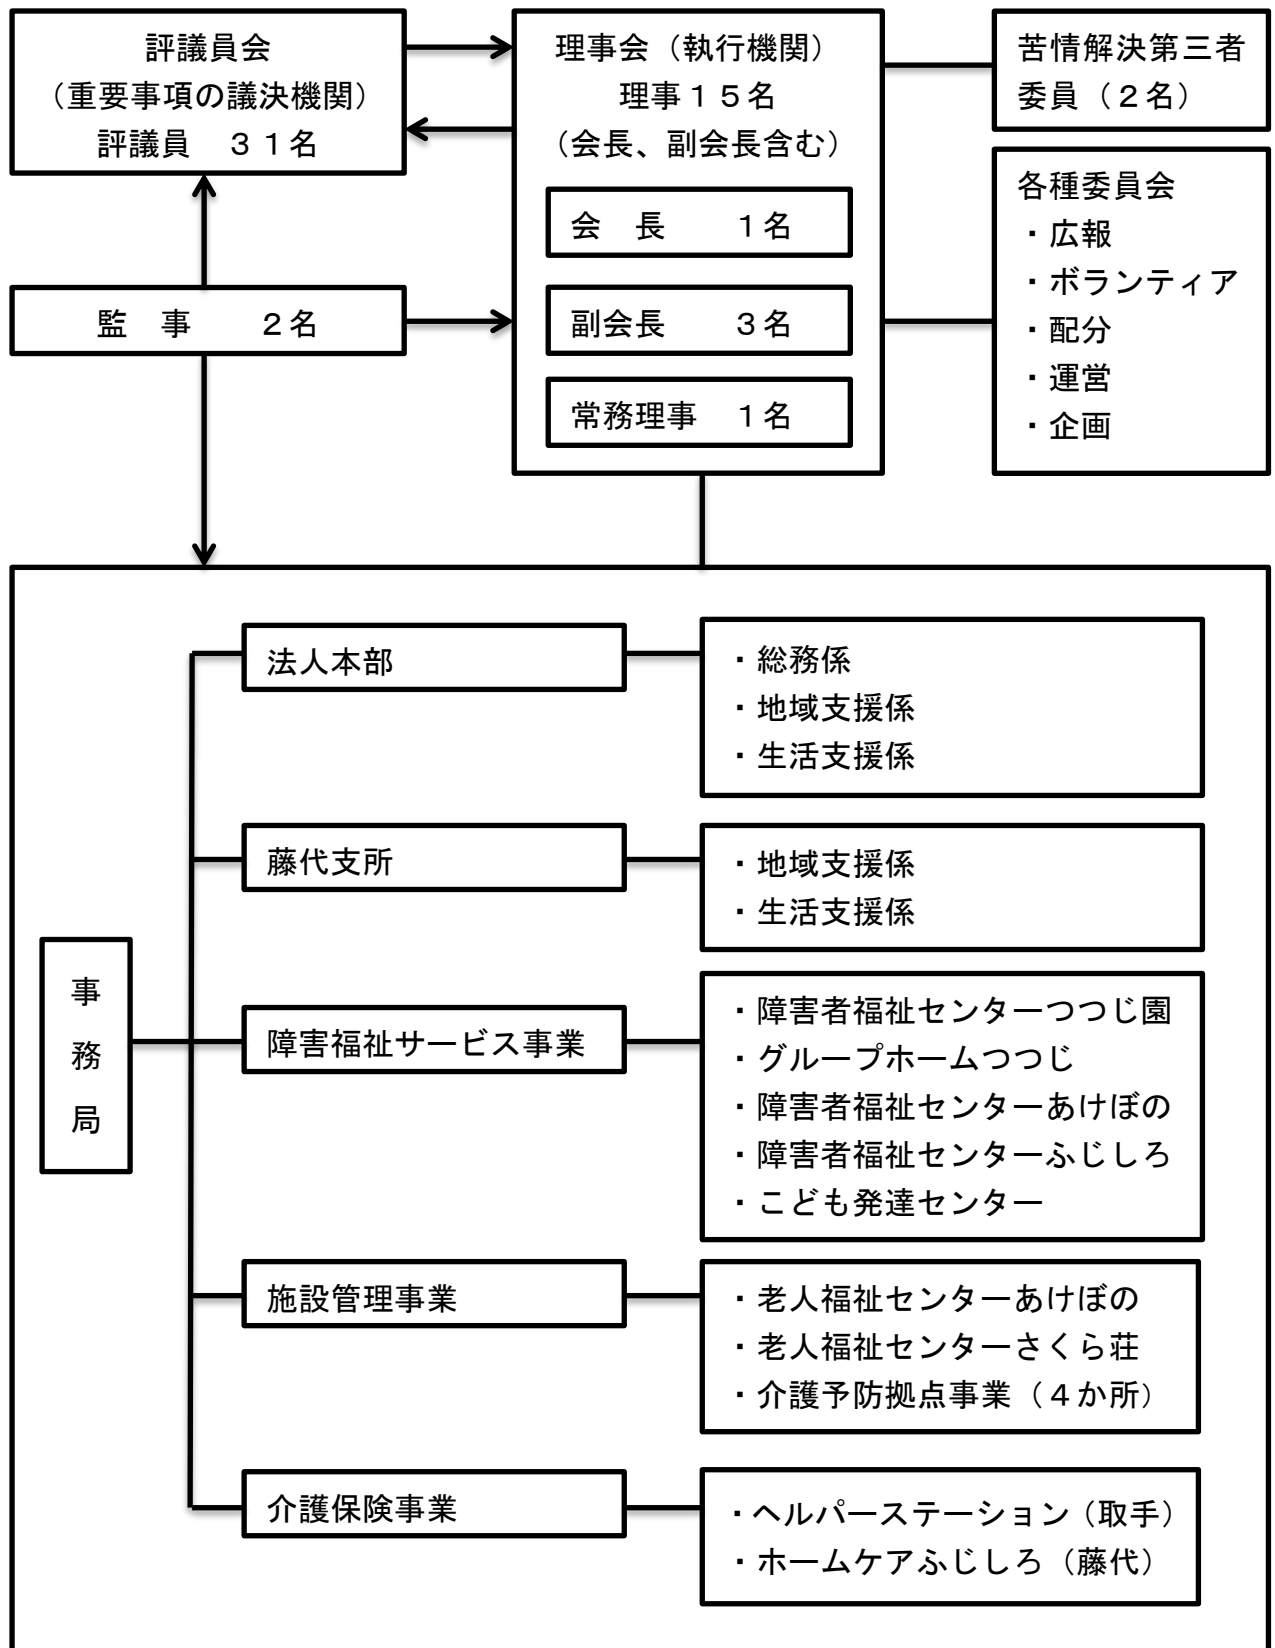 評議員会
（重要事項の議決機関）
評議員　３１名
理事会（執行機関）
理事１５名
（会長、副会長含む）
会　長　　１名
副会長　　３名
常務理事　１名
苦情解決第三者
委員（２名）
各種委員会
・広報
・ボランティア
・配分
・運営
・企画
監　事　　２名
事務局
法人本部
・総務係
・地域支援係
・生活支援係
藤代支所
・地域支援係
・生活支援係
障害福祉サービス事業
・障害者福祉センターつつじ園
・グループホームつつじ
・障害者福祉センターあけぼの
・障害者福祉センターふじしろ
・こども発達センター
施設管理事業
・老人福祉センターあけぼの
・老人福祉センターさくら荘
・介護予防拠点事業（４か所）
介護保険事業
・ヘルパーステーション（取手）
・ホームケアふじしろ（藤代）